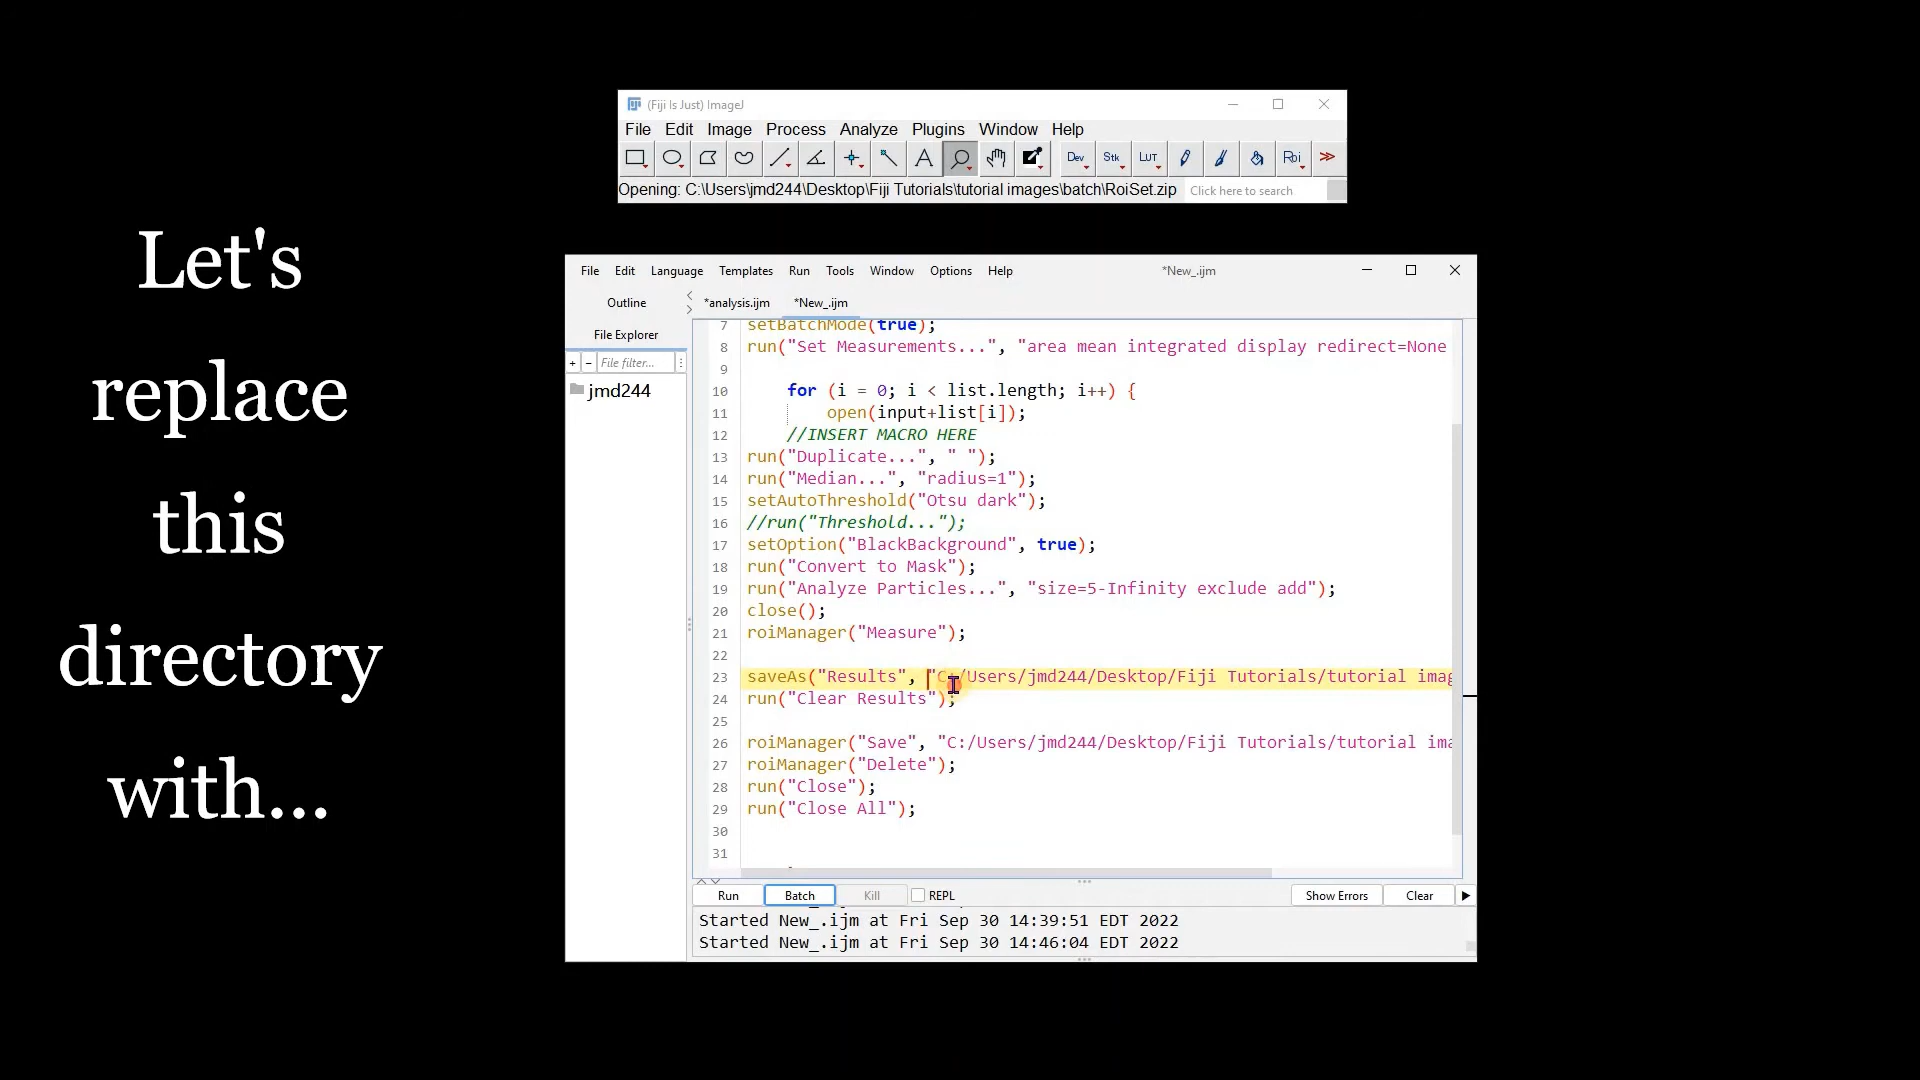 Let's
replace
this
directory
with...
(Fiji Is Just) ImageJ
File Edit Image Process Analyze Plugins Window Help
Dev Stk LUT Roi >>
Opening: C:\Users\jmd244\Desktop\Fiji Tutorials\tutorial images\batch\RoiSet.zip Click here to search
File Edit Language Templates Run Tools Window Options Help *New_.ijm
Outline
*analysis.ijm *New_.ijm
File Explorer
+ - File filter...
jmd244
7 setBatchMode(true);
8 run("Set Measurements...", "area mean integrated display redirect=None
9
10 for (i = 0; i < list.length; i++) {
11 open(input+list[i]);
12 //INSERT MACRO HERE
13 run("Duplicate...", " ");
14 run("Median...", "radius=1");
15 setAutoThreshold("Otsu dark");
16 //run("Threshold...");
17 setOption("BlackBackground", true);
18 run("Convert to Mask");
19 run("Analyze Particles...", "size=5-Infinity exclude add");
20 close();
21 roiManager("Measure");
22
23 saveAs("Results", "C:/Users/jmd244/Desktop/Fiji Tutorials/tutorial imag
24 run("Clear Results");
25
26 roiManager("Save", "C:/Users/jmd244/Desktop/Fiji Tutorials/tutorial ima
27 roiManager("Delete");
28 run("Close");
29 run("Close All");
30
31
Run Batch Kill REPL Show Errors Clear
Started New_.ijm at Fri Sep 30 14:39:51 EDT 2022
Started New_.ijm at Fri Sep 30 14:46:04 EDT 2022